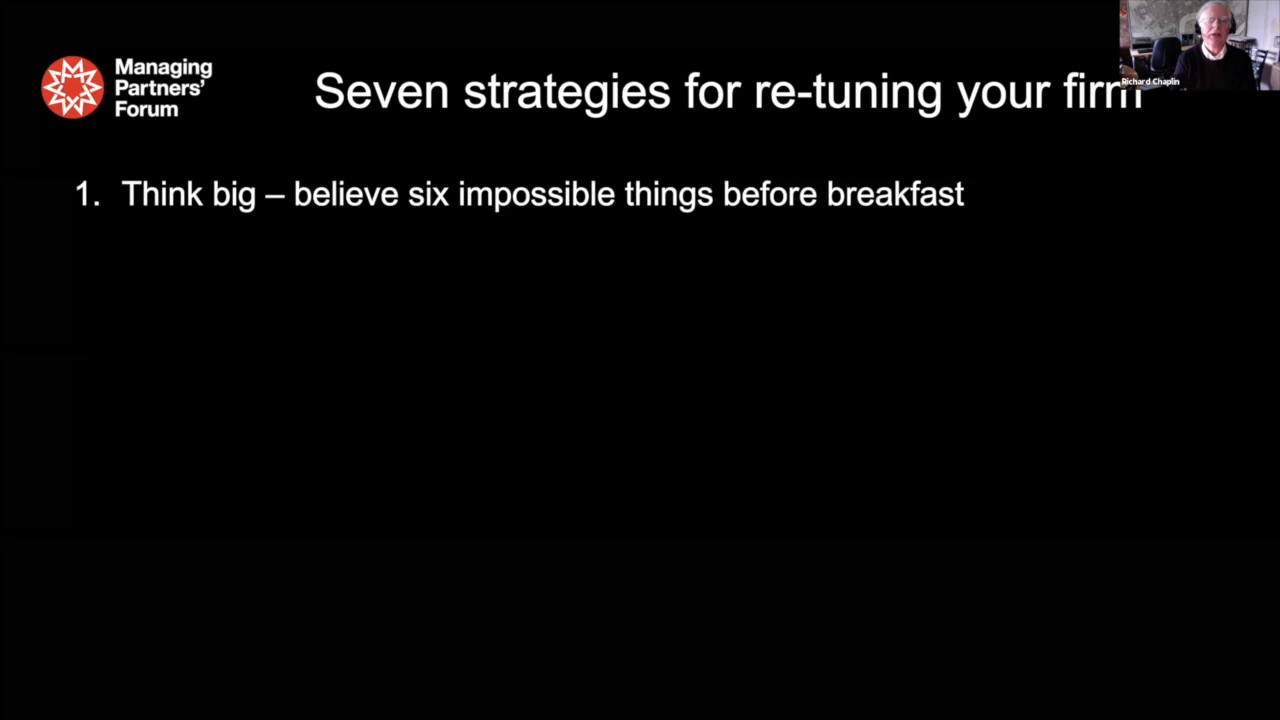 Managing
Partners'
Forum
Seven strategies for re-tuning your firm
Richard Chaplin
1. Think big – believe six impossible things before breakfast